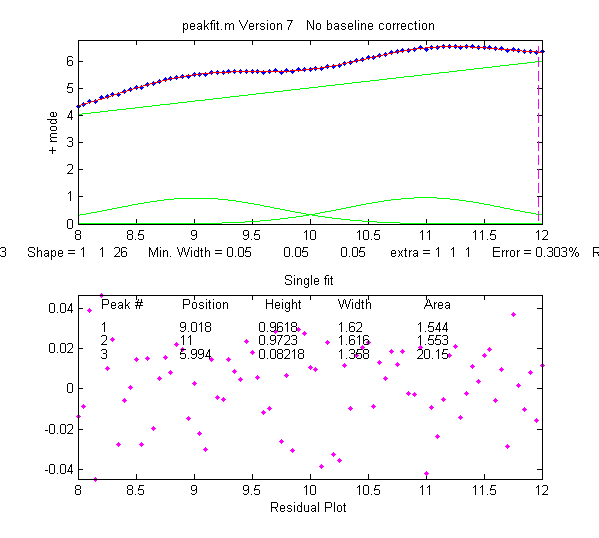 peakfit.m Version 7 No baseline correction
6
5
4
3
2
1
0
+ mode
8 8.5 9 9.5 10 10.5 11 11.5 12
3 Shape = 1 1 26 Min. Width = 0.05 0.05 0.05 extra = 1 1 1 Error = 0.303% R
Single fit
0.04
0.02
0
-0.02
-0.04
Peak # Position Height Width Area
1 9.018 0.9618 1.62 1.544
2 11 0.9723 1.616 1.553
3 5.994 0.08218 1.368 20.15
8 8.5 9 9.5 10 10.5 11 11.5 12
Residual Plot